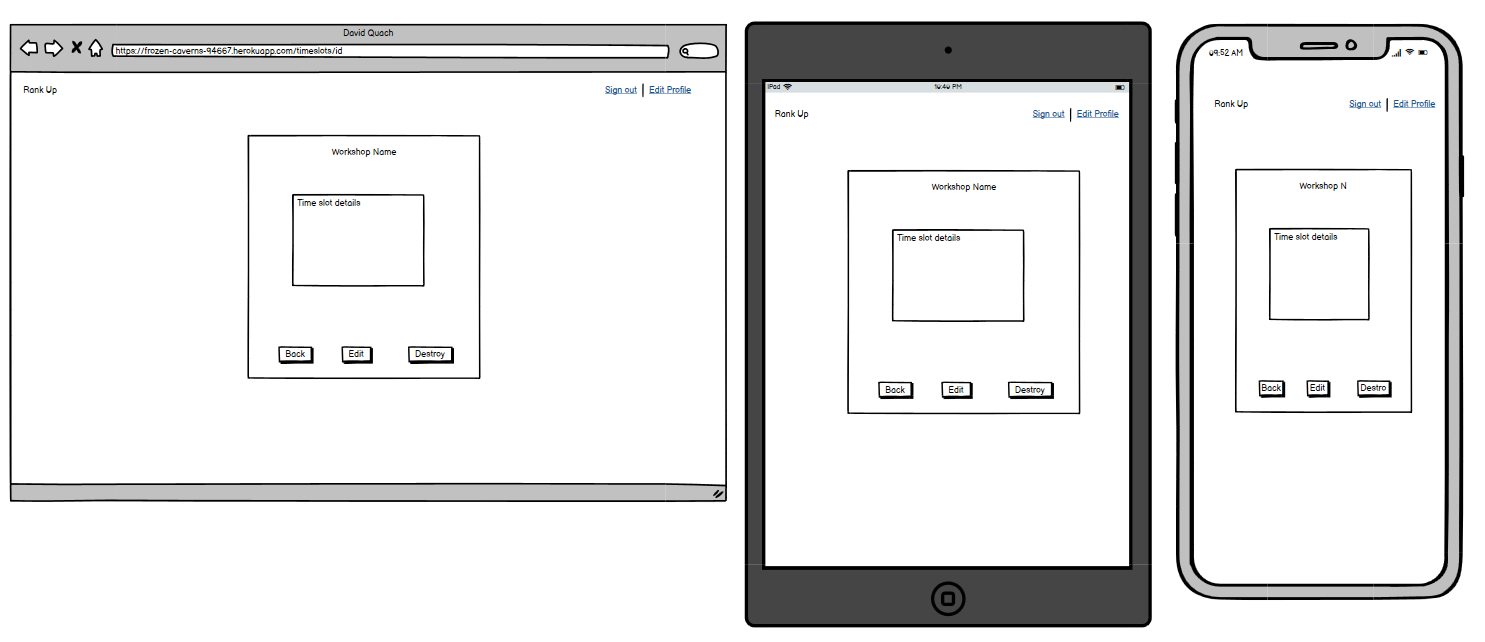 David Quach
https://frozen-caverns-94667.herokuapp.com/timeslots/id
Rank Up
Sign out | Edit Profile
Workshop Name
Time slot details
Back Edit Destroy
iPad 10:40 PM
Rank Up
Sign out | Edit Profile
Workshop Name
Time slot details
Back Edit Destroy
09:52 AM
Rank Up
Sign out | Edit Profile
Workshop N
Time slot details
Back Edit Destro